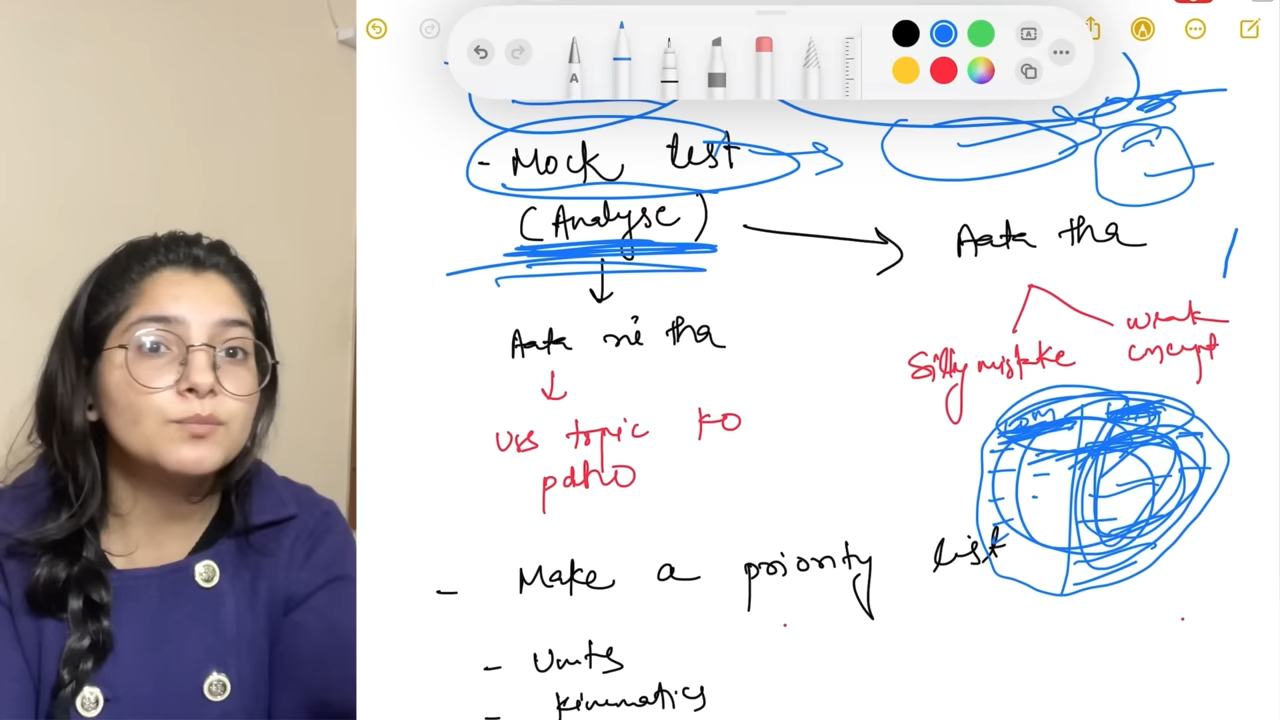 - Mock test
(Analyse)
Aata tha
Aata ni tha
Silly mistake
weak
concept
uss topic ko
padho
- Make a priority list
- Units
- Kinematics